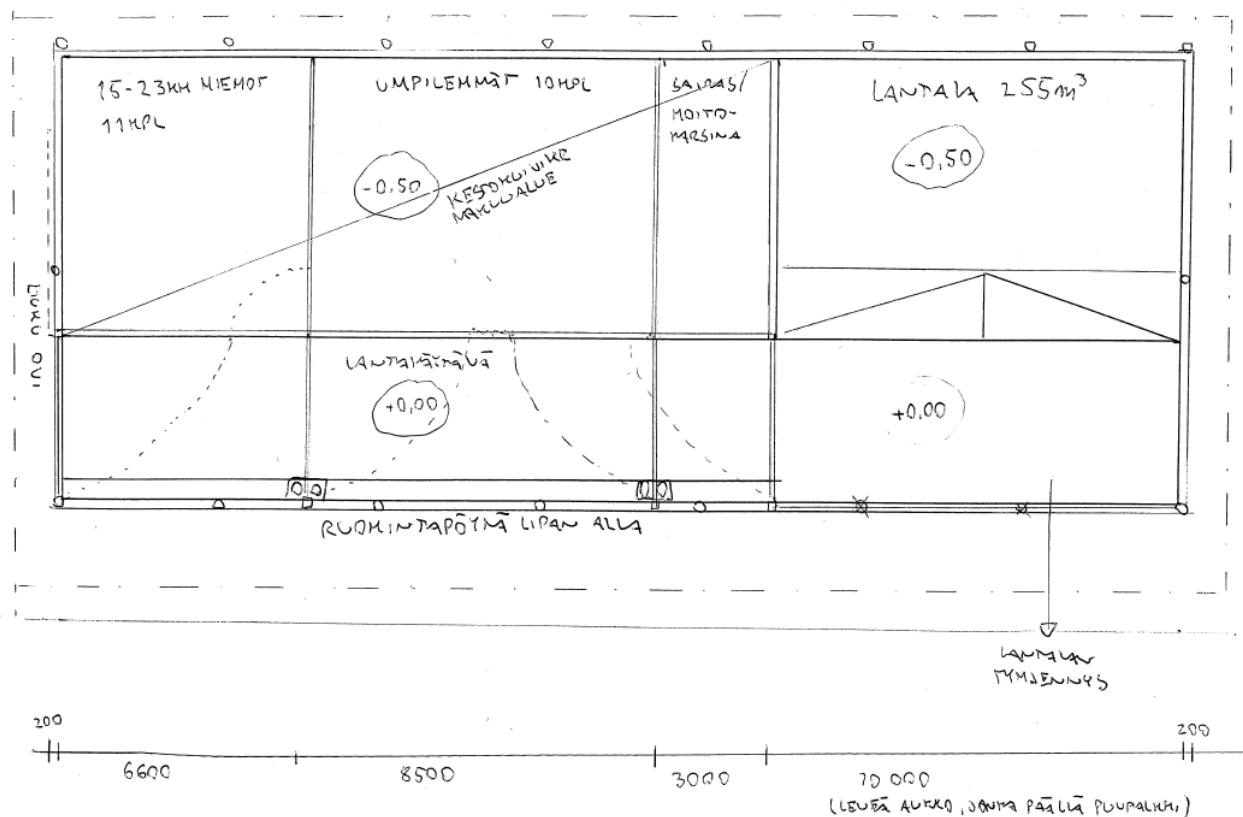 15-23KK HIEHOT
11KPL
UMPILEHMÄT 10KPL
SAIRAS/
HOITO-
KARSINA
LANTALA 255m³
-0,50
-0,50
KESTOKUIVIKE
MAKUUALUE
OVI
LANTAKÄYTÄVÄ
+0,00
+0,00
RUOKINTAPÖYTÄ LIPAN ALLA
LANTALAN
TYHJENNYS
200
200
6600
8500
3000
10 000
(LEVEÄ AUKKO, JONKA PÄÄLLÄ PUUPALKKI)